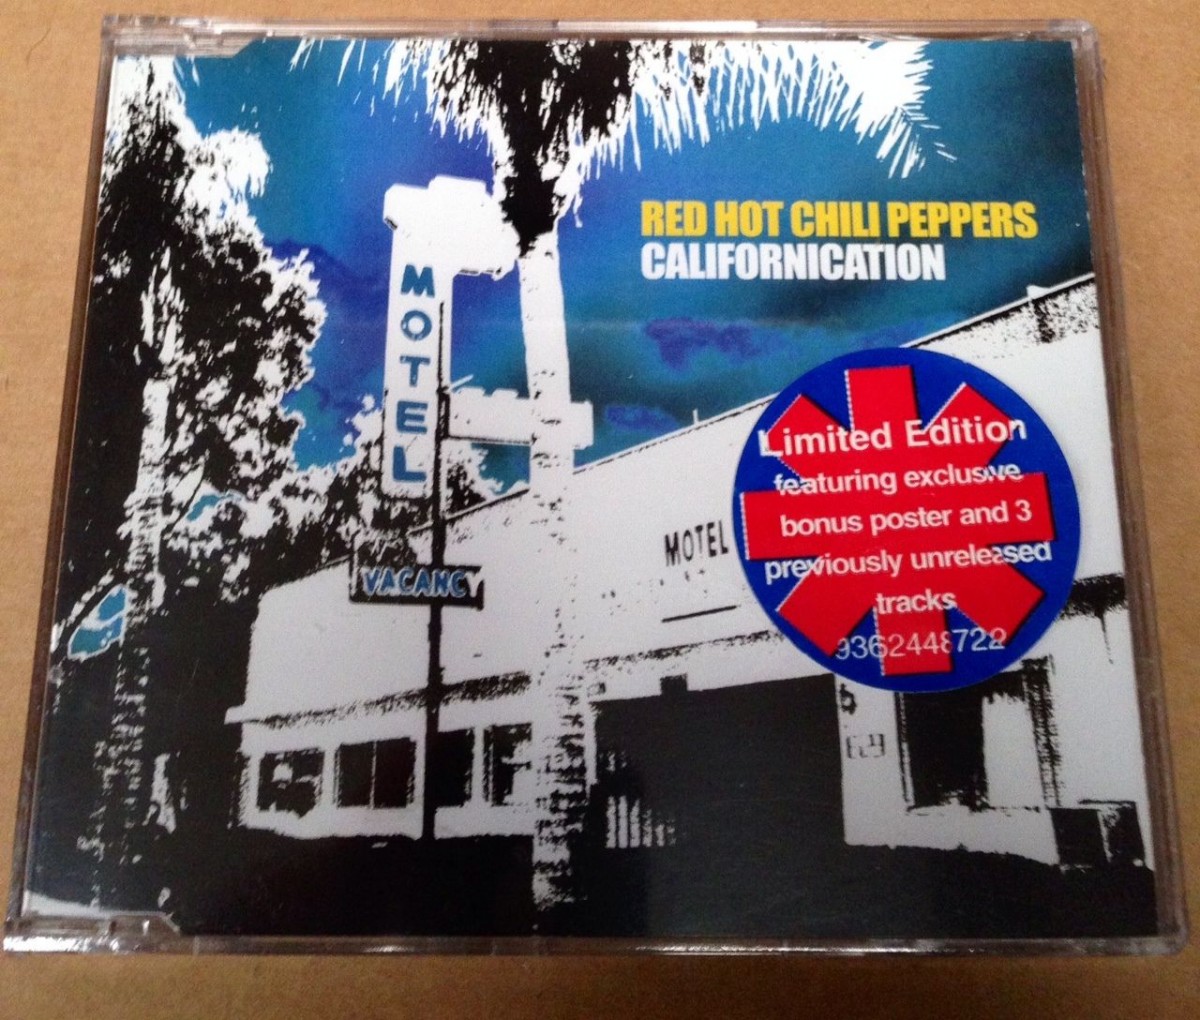 RED HOT CHILI PEPPERS
CALIFORNICATION
MOTEL
VACANCY
MOTEL
Limited Edition
featuring exclusive
bonus poster and 3
previously unreleased
tracks
9362448722